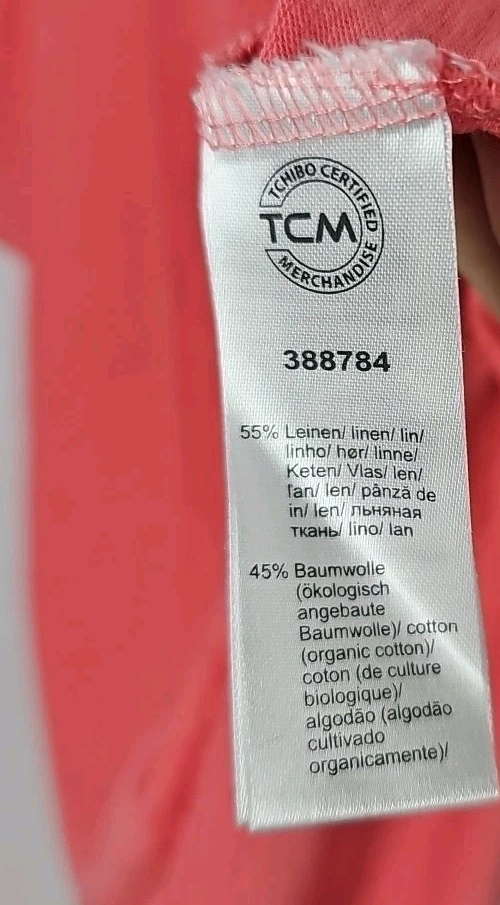 TCHIBO CERTIFIED
TCM
MERCHANDISE
388784
55% Leinen/ linen/ lin/
linho/ hør/ linne/
Keten/ Vlas/ len/
ľan/ len/ pânză de
in/ len/ льняная
ткань/ lino/ lan
45% Baumwolle
(ökologisch
angebaute
Baumwolle)/ cotton
(organic cotton)/
coton (de culture
biologique)/
algodão (algodão
cultivado
organicamente)/